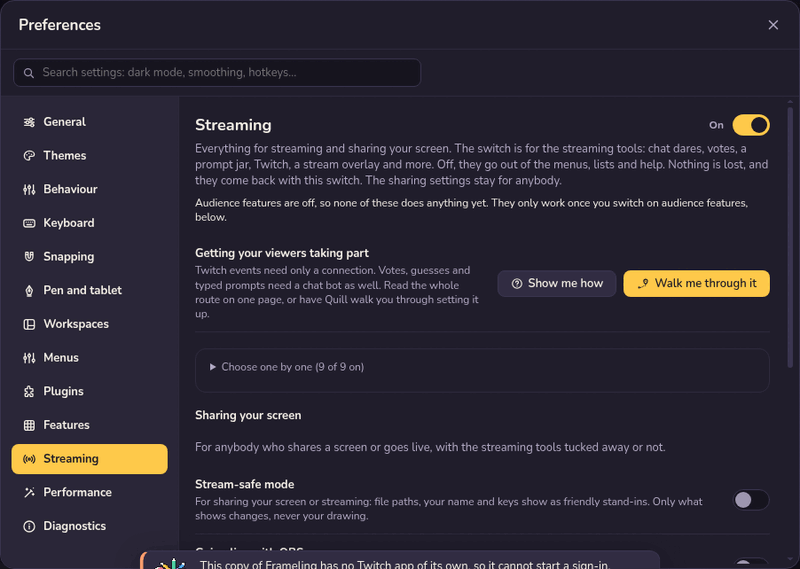 Preferences
Search settings: dark mode, smoothing, hotkeys...
General
Themes
Behaviour
Keyboard
Snapping
Pen and tablet
Workspaces
Menus
Plugins
Features
Streaming
Performance
Diagnostics
Streaming
On
Everything for streaming and sharing your screen. The switch is for the streaming tools: chat dares, votes, a
prompt jar, Twitch, a stream overlay and more. Off, they go out of the menus, lists and help. Nothing is lost, and
they come back with this switch. The sharing settings stay for anybody.
Audience features are off, so none of these does anything yet. They only work once you switch on audience features,
below.
Getting your viewers taking part
Twitch events need only a connection. Votes, guesses and
typed prompts need a chat bot as well. Read the whole
route on one page, or have Quill walk you through setting it
up.
Show me how
Walk me through it
Choose one by one (9 of 9 on)
Sharing your screen
For anybody who shares a screen or goes live, with the streaming tools tucked away or not.
Stream-safe mode
For sharing your screen or streaming: file paths, your name and keys show as friendly stand-ins. Only what
shows changes, never your drawing.
This copy of Frameling has no Twitch app of its own, so it cannot start a sign-in.